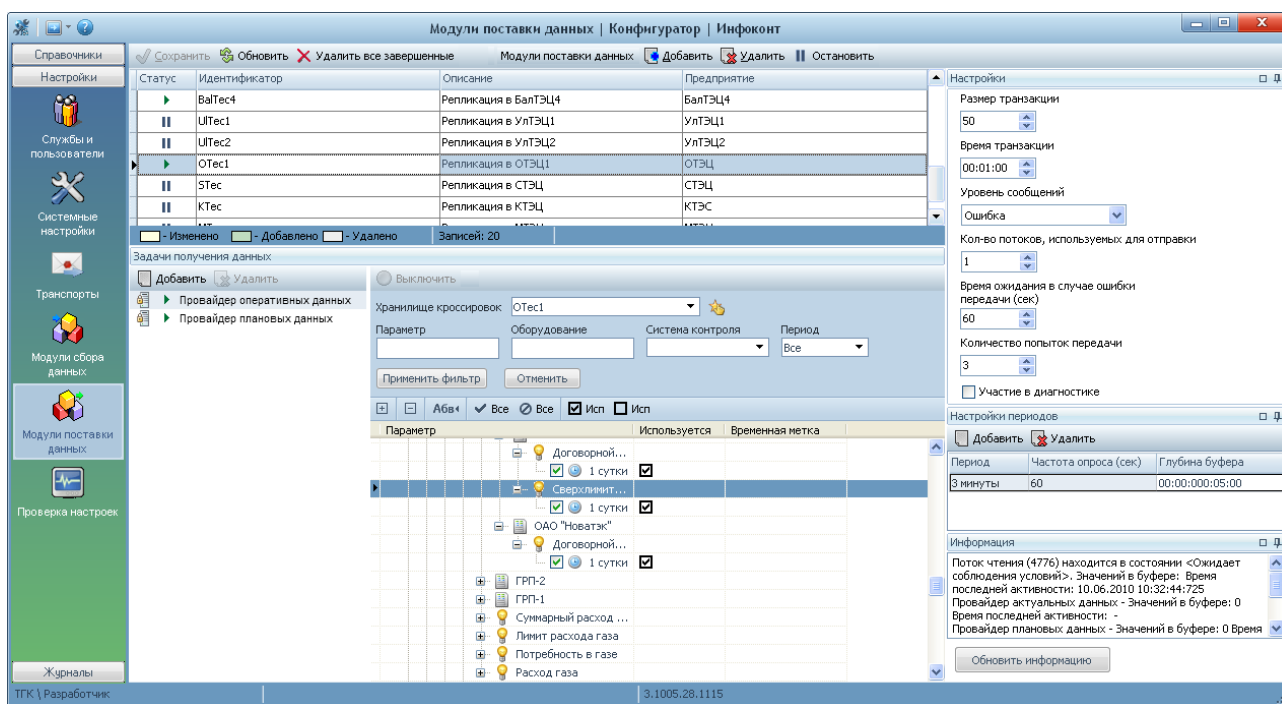 Модули поставки данных | Конфигуратор | Инфоконт
Справочники
Настройки
Службы и
пользователи
Системные
настройки
Транспорты
Модули сбора
данных
Модули поставки
данных
Проверка настроек
Журналы
Сохранить Обновить Удалить все завершенные Модули поставки данных Добавить Удалить Остановить
Статус Идентификатор Описание Предприятие
BalTec4 Репликация в БалТЭЦ4 БалТЭЦ4
UlTec1 Репликация в УлТЭЦ1 УлТЭЦ1
UlTec2 Репликация в УлТЭЦ2 УлТЭЦ2
OTec1 Репликация в ОТЭЦ1 ОТЭЦ
STec Репликация в СТЭЦ СТЭЦ
KTec Репликация в КТЭЦ КТЭС
- Изменено - Добавлено - Удалено Записей: 20
Задачи получения данных
Добавить Удалить
Провайдер оперативных данных
Провайдер плановых данных
Выключить
Хранилище кроссировок OTec1
Параметр Оборудование Система контроля Период
Все
Применить фильтр Отменить
Абв Все Все Исп Исп
Параметр Используется Временная метка
Договорной...
1 сутки
Сверхлимит...
1 сутки
ОАО "Новатэк"
Договорной...
1 сутки
ГРП-2
ГРП-1
Суммарный расход ...
Лимит расхода газа
Потребность в газе
Расход газа
Настройки
Размер транзакции
50
Время транзакции
00:01:00
Уровень сообщений
Ошибка
Кол-во потоков, используемых для отправки
1
Время ожидания в случае ошибки
передачи (сек)
60
Количество попыток передачи
3
Участие в диагностике
Настройки периодов
Добавить Удалить
Период Частота опроса (сек) Глубина буфера
3 минуты 60 00:00:000:05:00
Информация
Поток чтения (4776) находится в состоянии <Ожидает
соблюдения условий>. Значений в буфере: Время
последней активности: 10.06.2010 10:32:44:725
Провайдер актуальных данных - Значений в буфере: 0
Время последней активности: -
Провайдер плановых данных - Значений в буфере: 0 Время
Обновить информацию
ТГК \ Разработчик 3.1005.28.1115